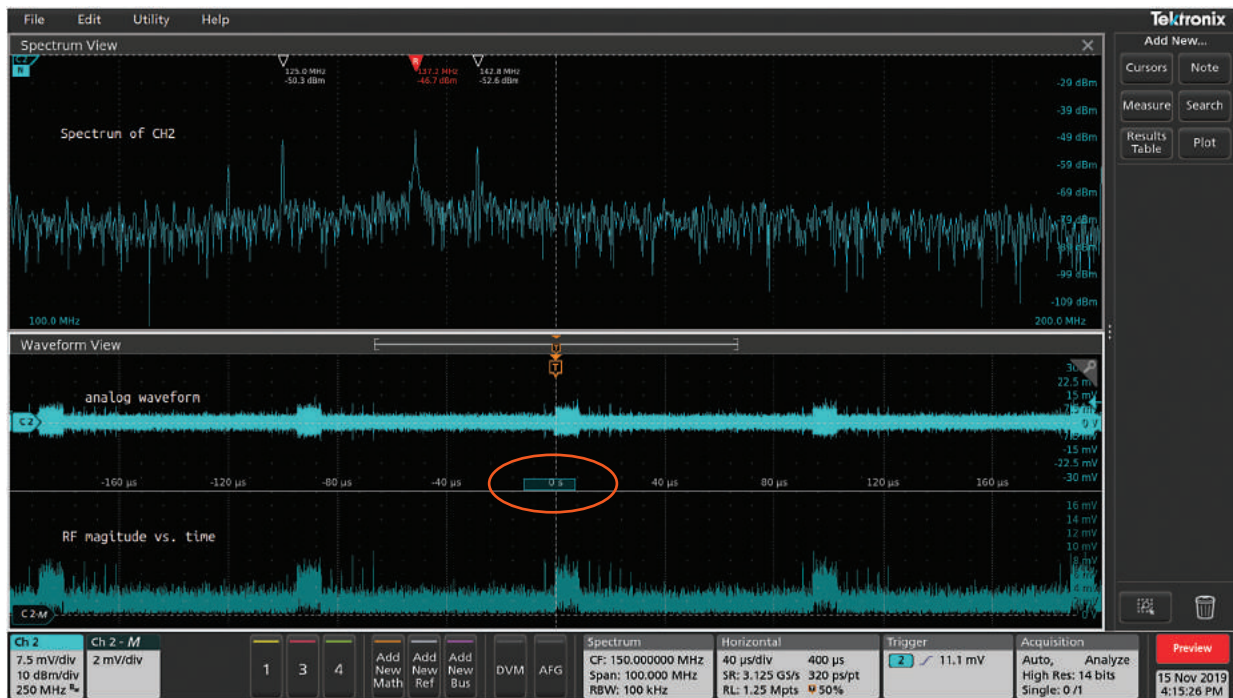 File Edit Utility Help
Tektronix
Add New...
Cursors Note
Measure Search
Results Table Plot
Spectrum View
C 2
N
R
125.0 MHz
-50.3 dBm
137.2 MHz
-46.7 dBm
142.8 MHz
-52.6 dBm
Spectrum of CH2
-29 dBm
-39 dBm
-49 dBm
-59 dBm
-69 dBm
-79 dBm
-99 dBm
-109 dBm
100.0 MHz
200.0 MHz
Waveform View
T
T
analog waveform
C 2
22.5 mV
15 mV
0 V
-15 mV
-22.5 mV
-30 mV
-160 µs -120 µs -80 µs -40 µs 0 s 40 µs 80 µs 120 µs 160 µs
RF magitude vs. time
16 mV
14 mV
12 mV
10 mV
8 mV
C 2-M
Ch 2
7.5 mV/div
10 dBm/div
250 MHz Bw
Ch 2 - M
2 mV/div
1 3 4
Add New Math
Add New Ref
Add New Bus
DVM AFG
Spectrum
CF: 150.000000 MHz
Span: 100.000 MHz
RBW: 100 kHz
Horizontal
40 µs/div 400 µs
SR: 3.125 GS/s 320 ps/pt
RL: 1.25 Mpts 50%
Trigger
2 11.1 mV
Acquisition
Auto, Analyze
High Res: 14 bits
Single: 0 /1
Preview
15 Nov 2019
4:15:26 PM